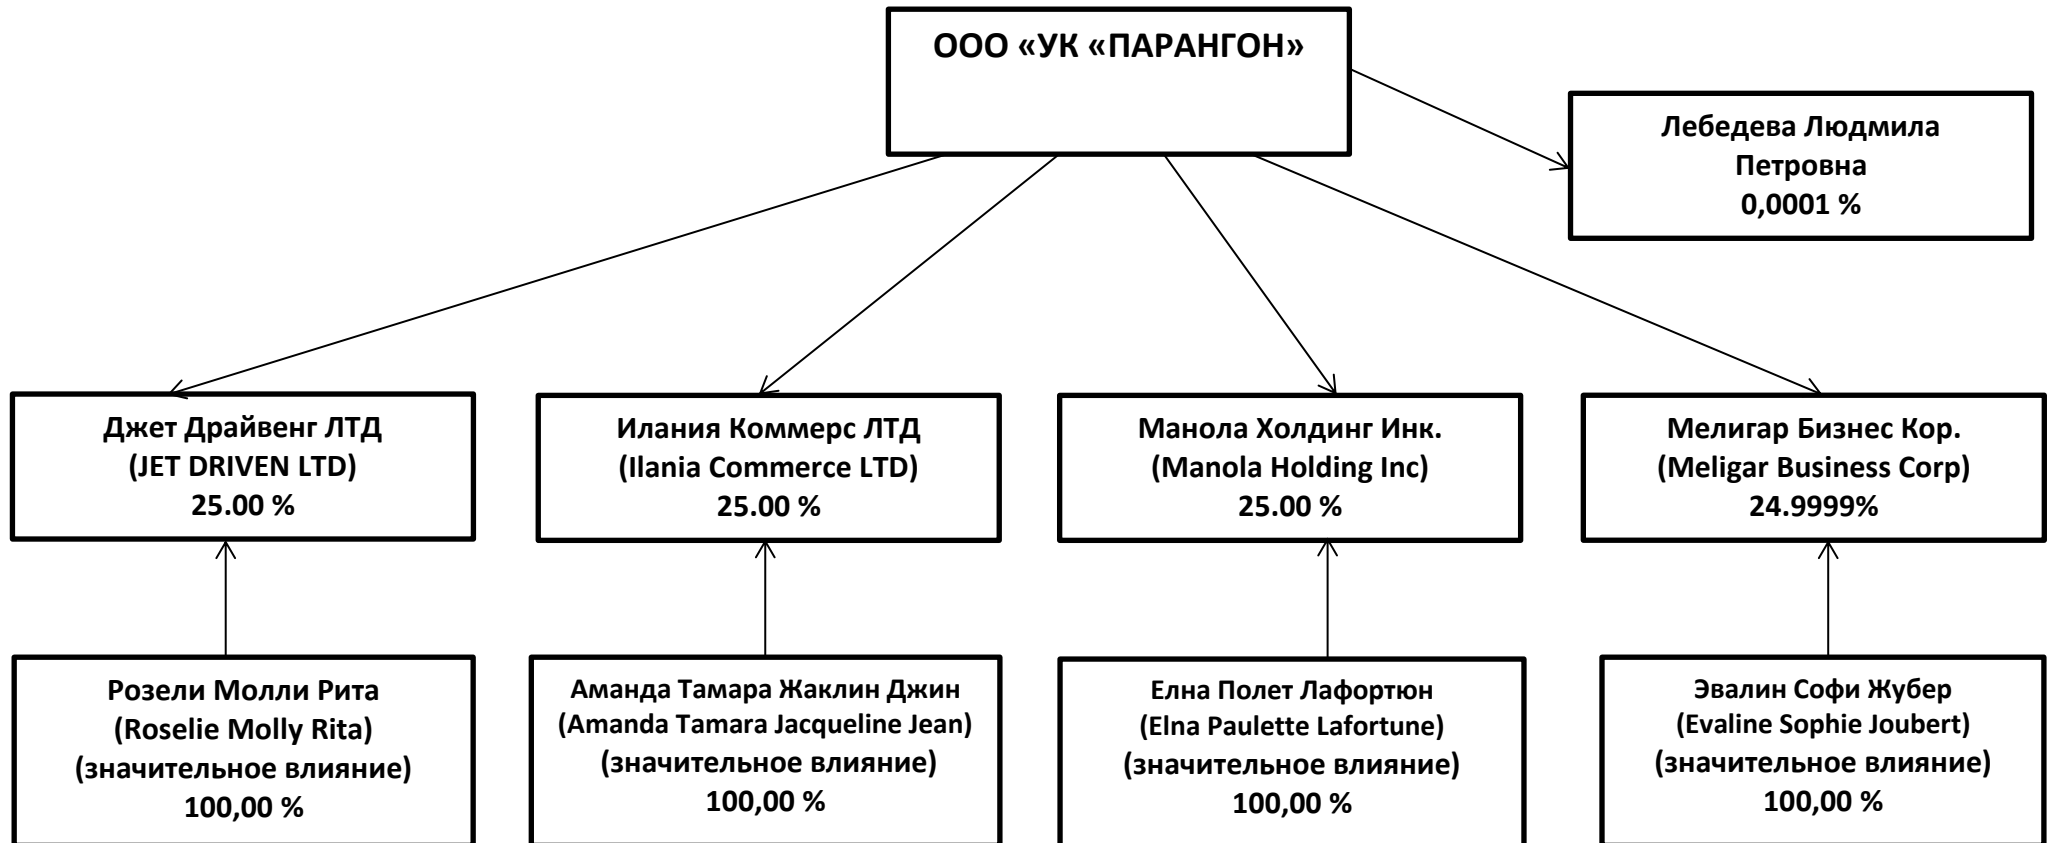 ООО «УК «ПАРАНГОН»
Лебедева Людмила
Петровна
0,0001 %
Джет Драйвенг ЛТД
(JET DRIVEN LTD)
25.00 %
Илания Коммерс ЛТД
(Ilania Commerce LTD)
25.00 %
Манола Холдинг Инк.
(Manola Holding Inc)
25.00 %
Мелигар Бизнес Кор.
(Meligar Business Corp)
24.9999%
Розели Молли Рита
(Roselie Molly Rita)
(значительное влияние)
100,00 %
Аманда Тамара Жаклин Джин
(Amanda Tamara Jacqueline Jean)
(значительное влияние)
100,00 %
Елна Полет Лафортюн
(Elna Paulette Lafortune)
(значительное влияние)
100,00 %
Эвалин Софи Жубер
(Evaline Sophie Joubert)
(значительное влияние)
100,00 %